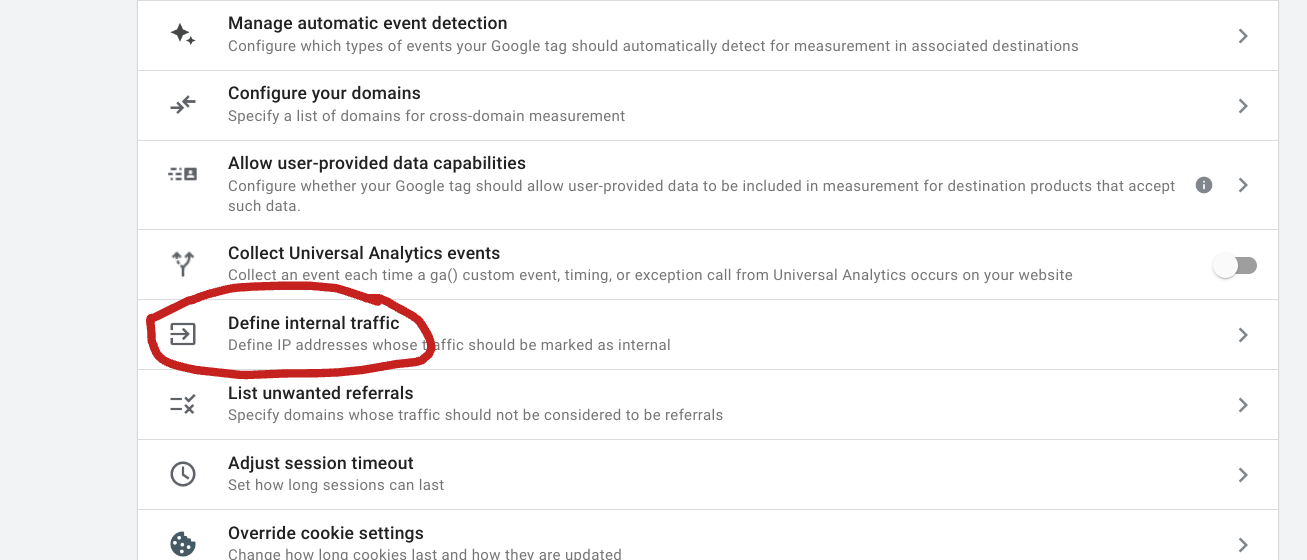 Manage automatic event detection
Configure which types of events your Google tag should automatically detect for measurement in associated destinations
Configure your domains
Specify a list of domains for cross-domain measurement
Allow user-provided data capabilities
Configure whether your Google tag should allow user-provided data to be included in measurement for destination products that accept
such data.
Collect Universal Analytics events
Collect an event each time a ga() custom event, timing, or exception call from Universal Analytics occurs on your website
Define internal traffic
Define IP addresses whose traffic should be marked as internal
List unwanted referrals
Specify domains whose traffic should not be considered to be referrals
Adjust session timeout
Set how long sessions can last
Override cookie settings
Change how long cookies last and how they are updated